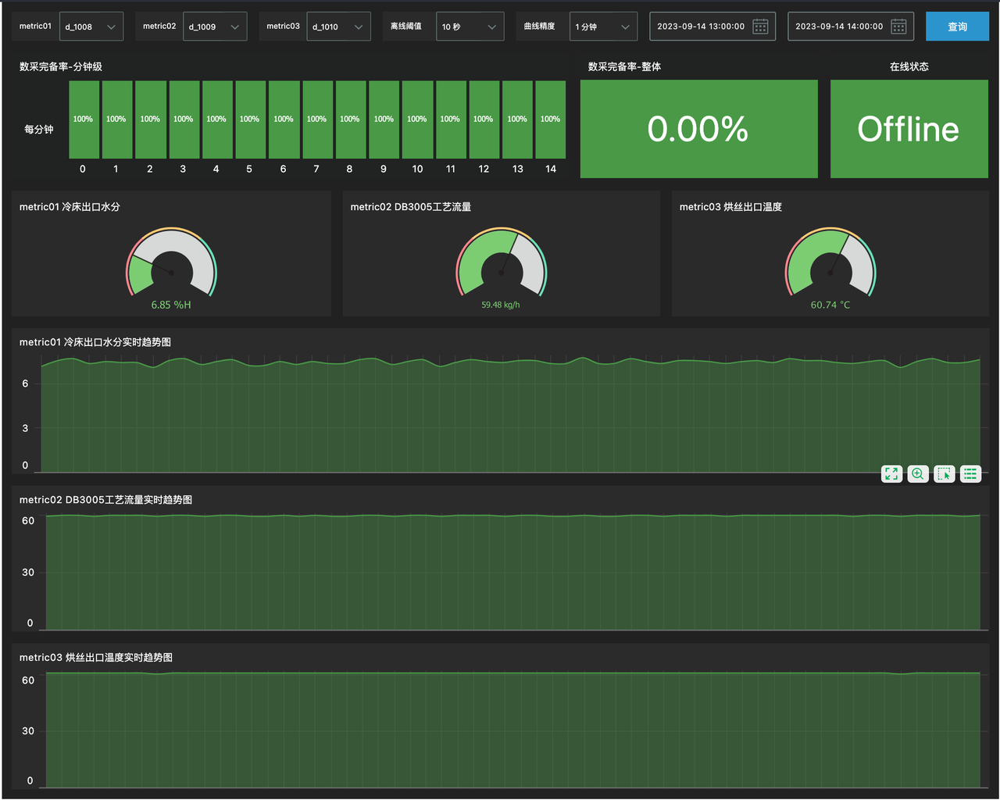 metric01 d_1008 metric02 d_1009 metric03 d_1010 离线阈值 10 秒 曲线精度 1 分钟 2023-09-14 13:00:00 2023-09-14 14:00:00 查询
数采完备率-分钟级
每分钟
100% 100% 100% 100% 100% 100% 100% 100% 100% 100% 100% 100% 100% 100% 100%
0 1 2 3 4 5 6 7 8 9 10 11 12 13 14
数采完备率-整体
0.00%
在线状态
Offline
metric01 冷床出口水分
6.85 %H
metric02 DB3005工艺流量
59.48 kg/h
metric03 烘丝出口温度
60.74 °C
metric01 冷床出口水分实时趋势图
6
3
0
metric02 DB3005工艺流量实时趋势图
60
30
0
metric03 烘丝出口温度实时趋势图
60
30
0